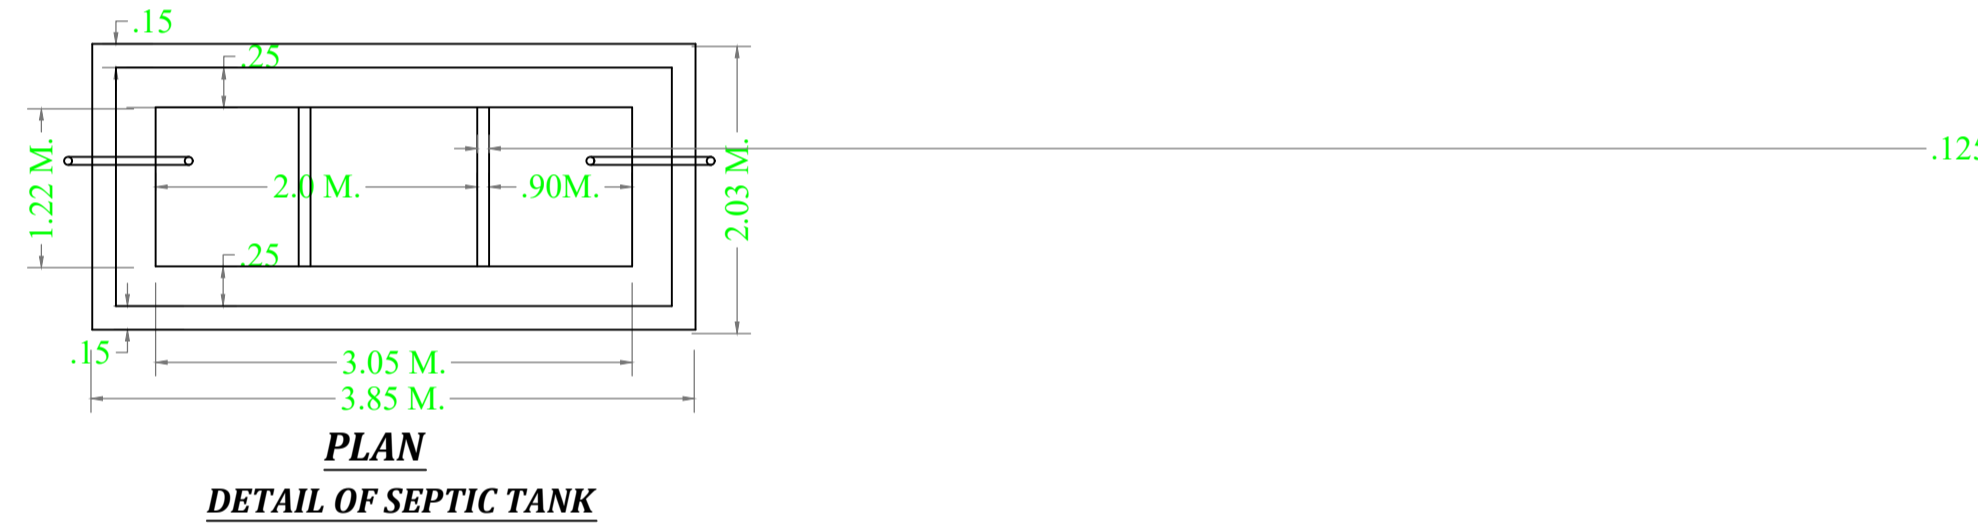 .15
.25
.125
1.22 M.
2.0 M.
.90M.
2.03 M.
.25
.15
3.05 M.
3.85 M.
PLAN
DETAIL OF SEPTIC TANK